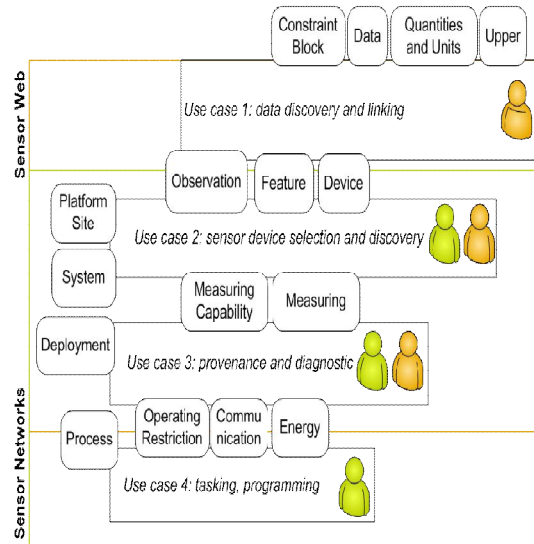 Constraint
Block
Data
Quantities
and Units
Upper
Sensor Web
Use case 1: data discovery and linking
Observation
Feature
Device
Platform
Site
Use case 2: sensor device selection and discovery
System
Measuring
Capability
Measuring
Deployment
Use case 3: provenance and diagnostic
Sensor Networks
Process
Operating
Restriction
Commu
nication
Energy
Use case 4: tasking, programming